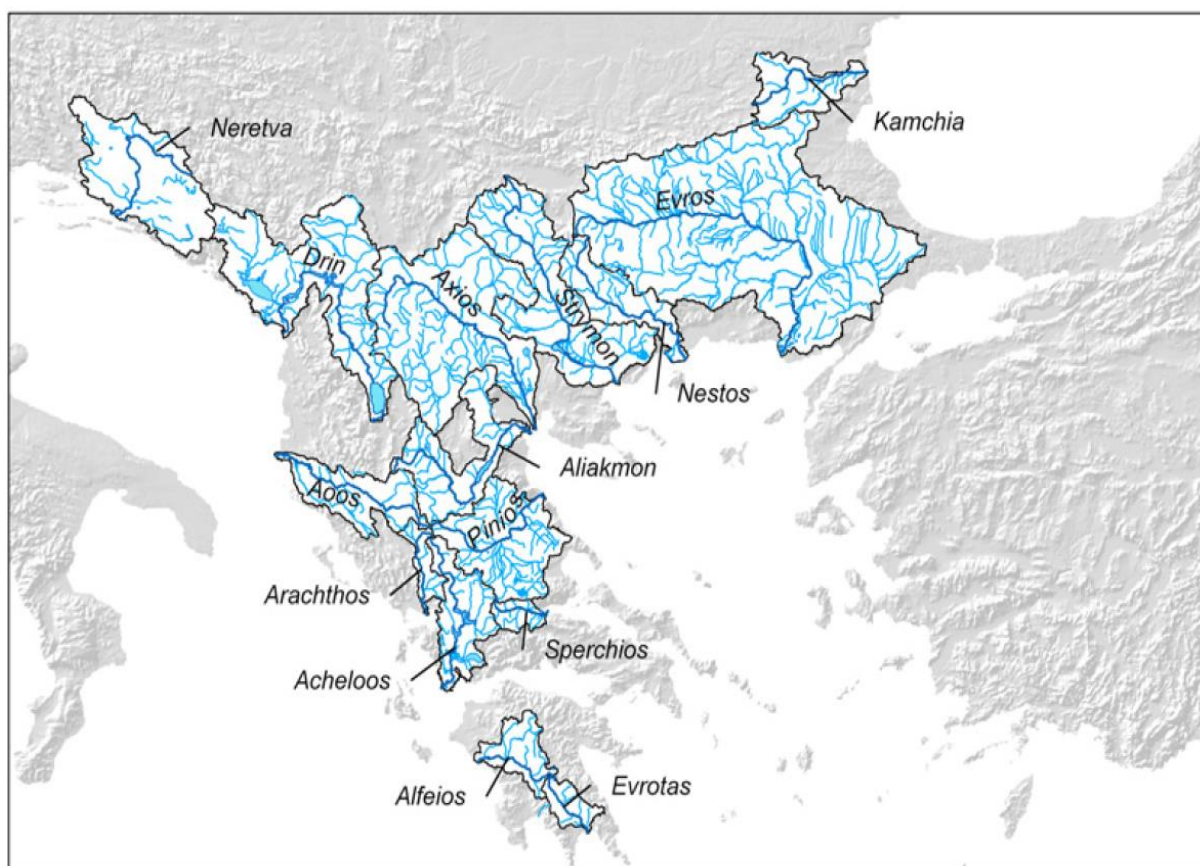 Kamchia
Neretva
Evros
Drin
Axios
Strymon
Nestos
Aliakmon
Aoos
Pinios
Arachthos
Sperchios
Acheloos
Evrotas
Alfeios